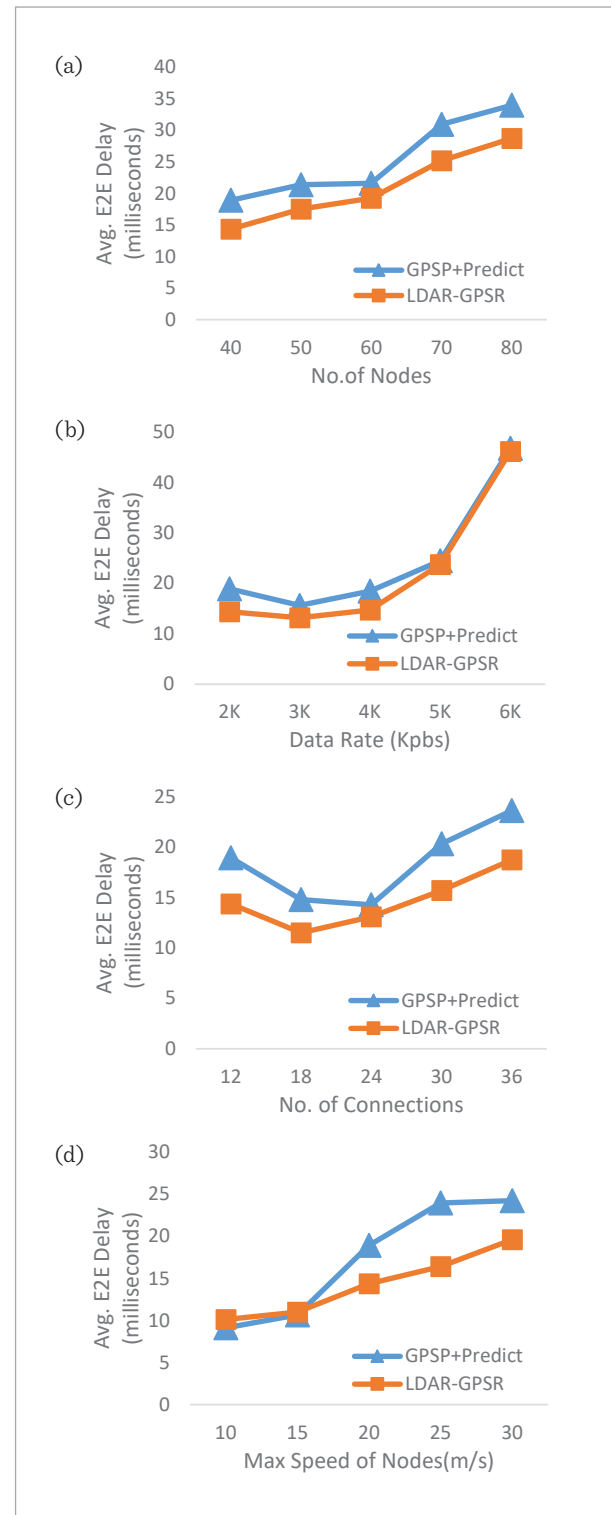 (a)
Avg. E2E Delay
(milliseconds)
40
35
30
25
20
15
10
5
0
GPSP+Predict
LDAR-GPSR
40 50 60 70 80
No.of Nodes
(b)
Avg. E2E Delay
(milliseconds)
50
40
30
20
10
0
GPSP+Predict
LDAR-GPSR
2K 3K 4K 5K 6K
Data Rate (Kpbs)
(c)
Avg. E2E Delay
(milliseconds)
25
20
15
10
5
0
GPSP+Predict
LDAR-GPSR
12 18 24 30 36
No. of Connections
(d)
Avg. E2E Delay
(milliseconds)
30
25
20
15
10
5
0
GPSP+Predict
LDAR-GPSR
10 15 20 25 30
Max Speed of Nodes(m/s)